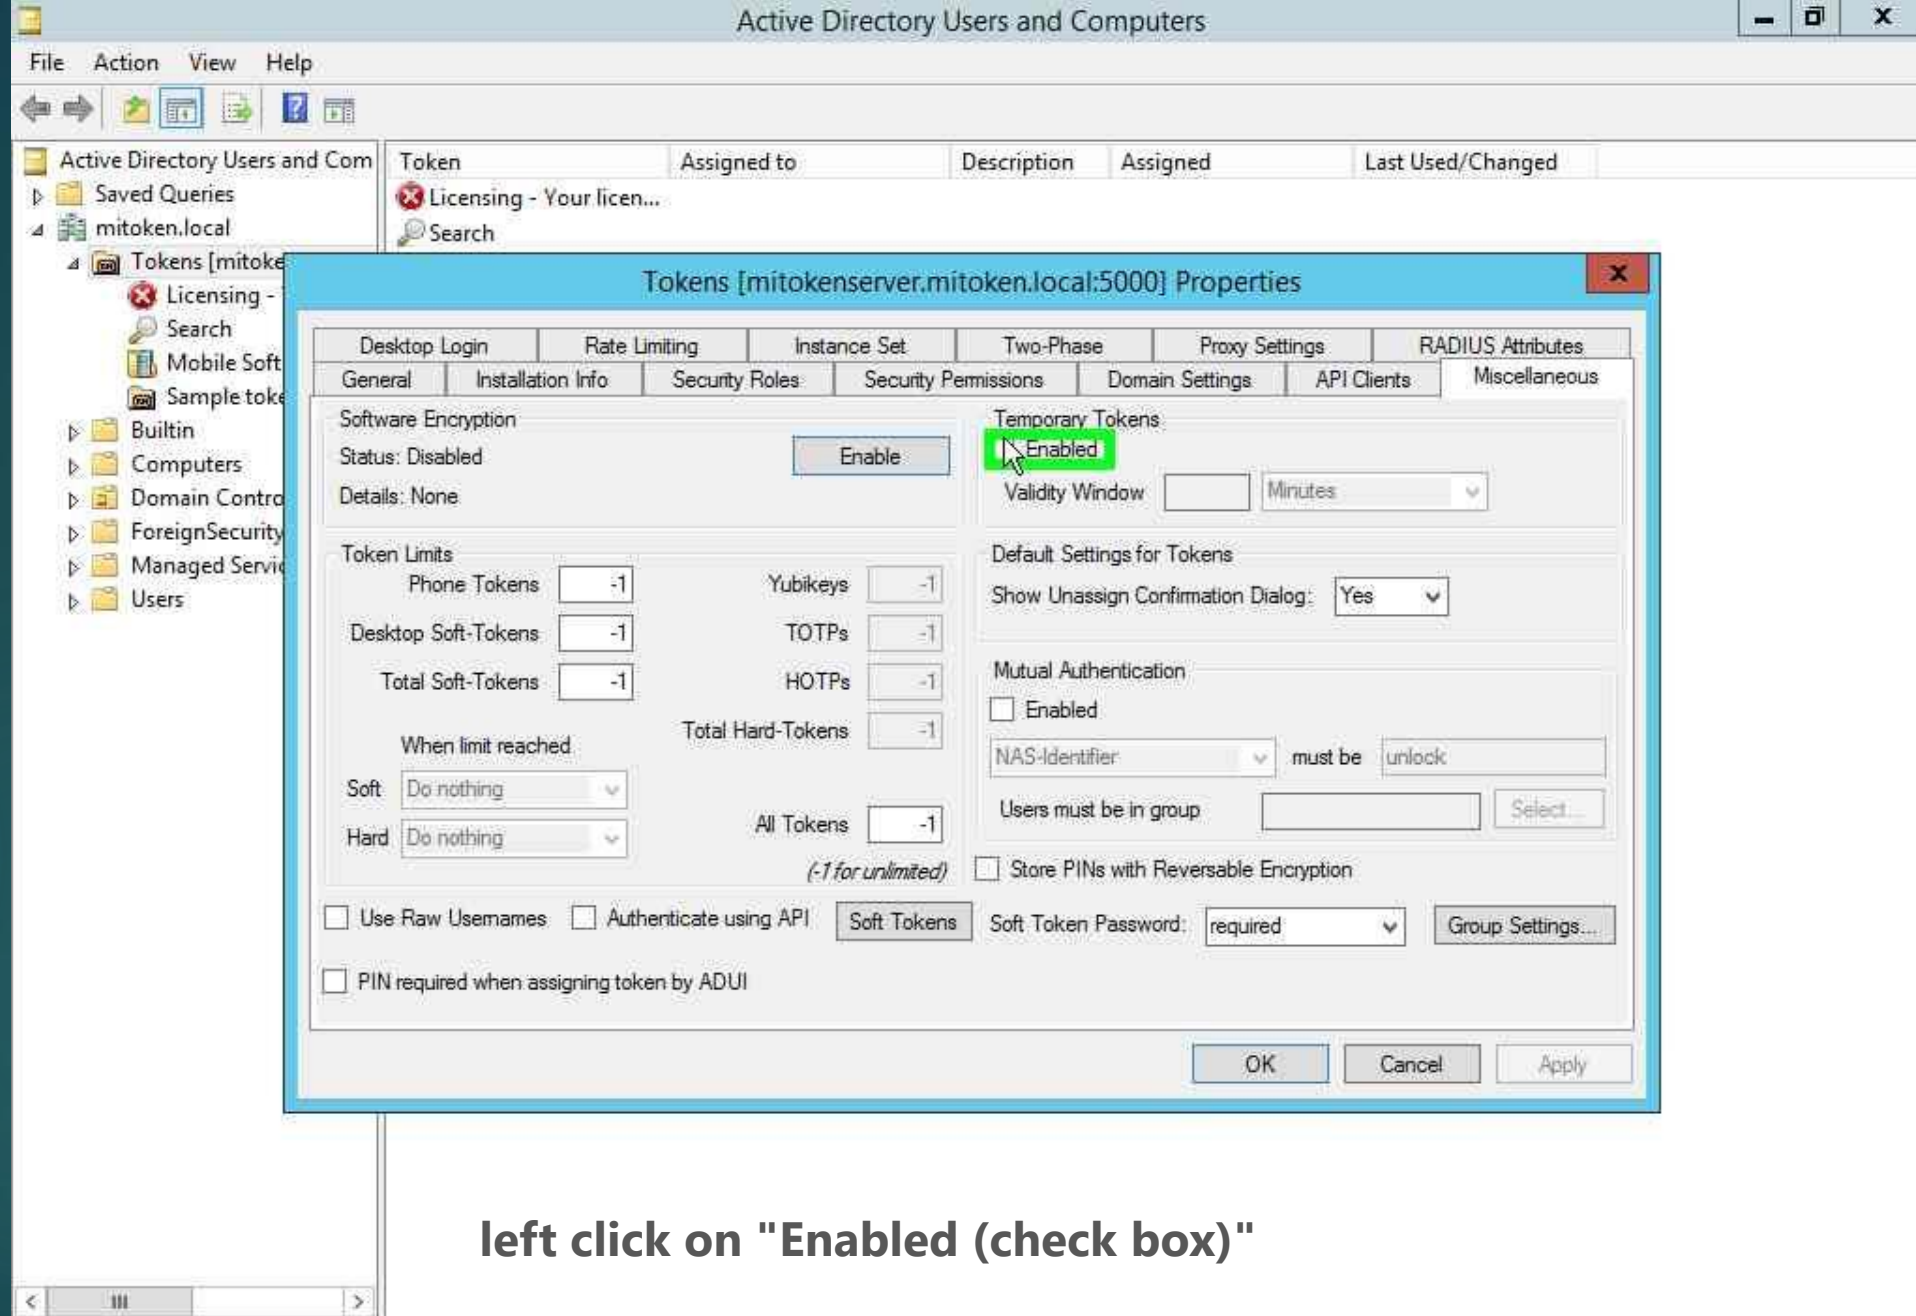 Active Directory Users and Computers
File Action View Help
Active Directory Users and Com
Saved Queries
mitoken.local
Tokens [mitoke
Licensing -
Search
Mobile Soft
Sample toke
Builtin
Computers
Domain Contro
ForeignSecurity
Managed Servic
Users
Token Assigned to Description Assigned Last Used/Changed
Licensing - Your licen...
Search
Tokens [mitokenserver.mitoken.local:5000] Properties
Desktop Login Rate Limiting Instance Set Two-Phase Proxy Settings RADIUS Attributes
General Installation Info Security Roles Security Permissions Domain Settings API Clients Miscellaneous
Software Encryption
Status: Disabled Enable
Details: None
Token Limits
Phone Tokens -1 Yubikeys -1
Desktop Soft-Tokens -1 TOTPs -1
Total Soft-Tokens -1 HOTPs -1
Total Hard-Tokens -1
When limit reached
Soft Do nothing
Hard Do nothing
All Tokens -1
(-1 for unlimited)
Temporary Tokens
Enabled
Validity Window Minutes
Default Settings for Tokens
Show Unassign Confirmation Dialog: Yes
Mutual Authentication
Enabled
NAS-Identifier must be unlock
Users must be in group Select...
Store PINs with Reversable Encryption
Use Raw Usernames Authenticate using API Soft Tokens Soft Token Password: required Group Settings...
PIN required when assigning token by ADUI
OK Cancel Apply
left click on "Enabled (check box)"